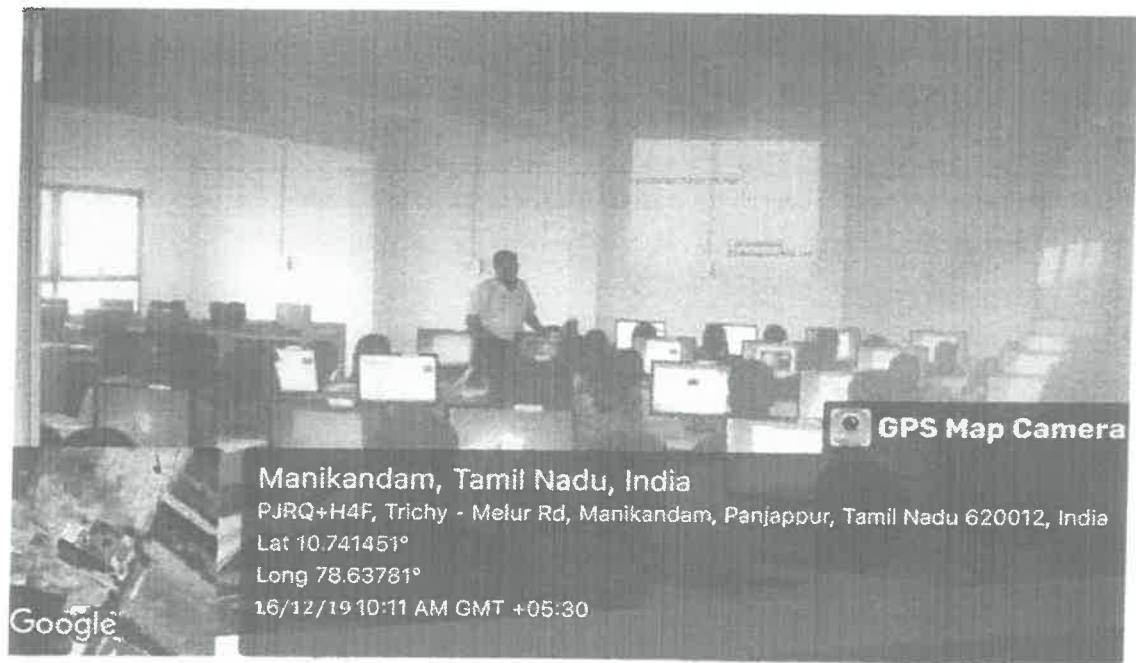 GPS Map Camera
Manikandam, Tamil Nadu, India
PJRQ+H4F, Trichy - Melur Rd, Manikandam, Panjappur, Tamil Nadu 620012, India
Lat 10.741451°
Long 78.63781°
16/12/19 10:11 AM GMT +05:30
Google